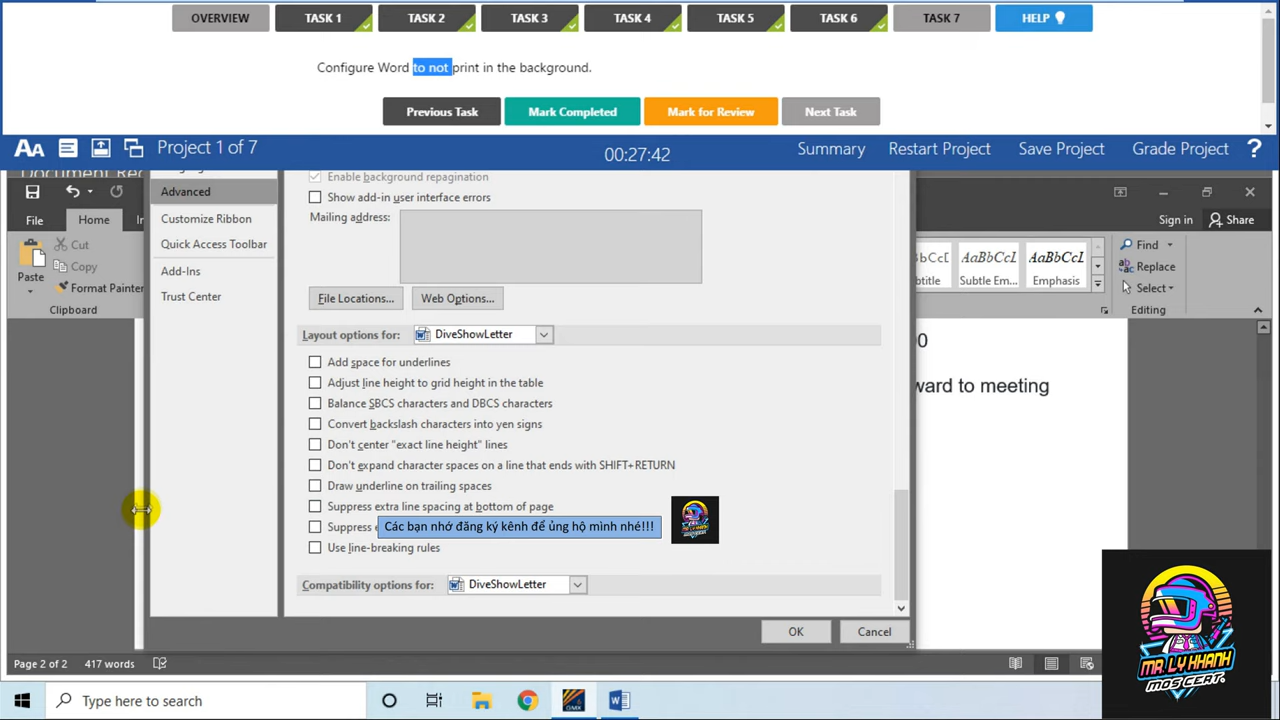 OVERVIEW TASK 1 TASK 2 TASK 3 TASK 4 TASK 5 TASK 6 TASK 7 HELP
Configure Word to not print in the background.
Previous Task Mark Completed Mark for Review Next Task
AA Project 1 of 7 00:27:42 Summary Restart Project Save Project Grade Project ?
Enable background repagination
Advanced
Show add-in user interface errors
File Home
Sign in Share
Customize Ribbon
Mailing address:
Quick Access Toolbar
Cut
Copy
Paste
Format Painter
Clipboard
Add-Ins
Trust Center
AaBbCcL AaBbCcL
Subtle Em... Emphasis
Find
Replace
Select
Editing
File Locations... Web Options...
Layout options for: DiveShowLetter
Add space for underlines
Adjust line height to grid height in the table
ward to meeting
Balance SBCS characters and DBCS characters
Convert backslash characters into yen signs
Don't center "exact line height" lines
Don't expand character spaces on a line that ends with SHIFT+RETURN
Draw underline on trailing spaces
Suppress extra line spacing at bottom of page
Suppress
Các bạn nhớ đăng ký kênh để ủng hộ mình nhé!!!
Use line-breaking rules
Compatibility options for: DiveShowLetter
OK Cancel
MR. LY KHANH
MOS CERT.
Page 2 of 2 417 words
Type here to search